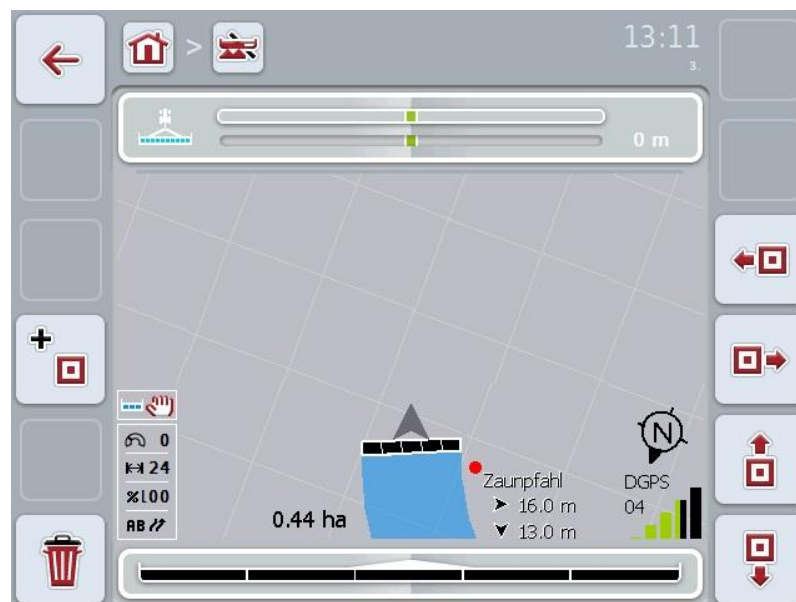 >
13:11
3.
0 m
0
24
%100
AB
0.44 ha
Zaunpfahl
16.0 m
13.0 m
N
DGPS
04